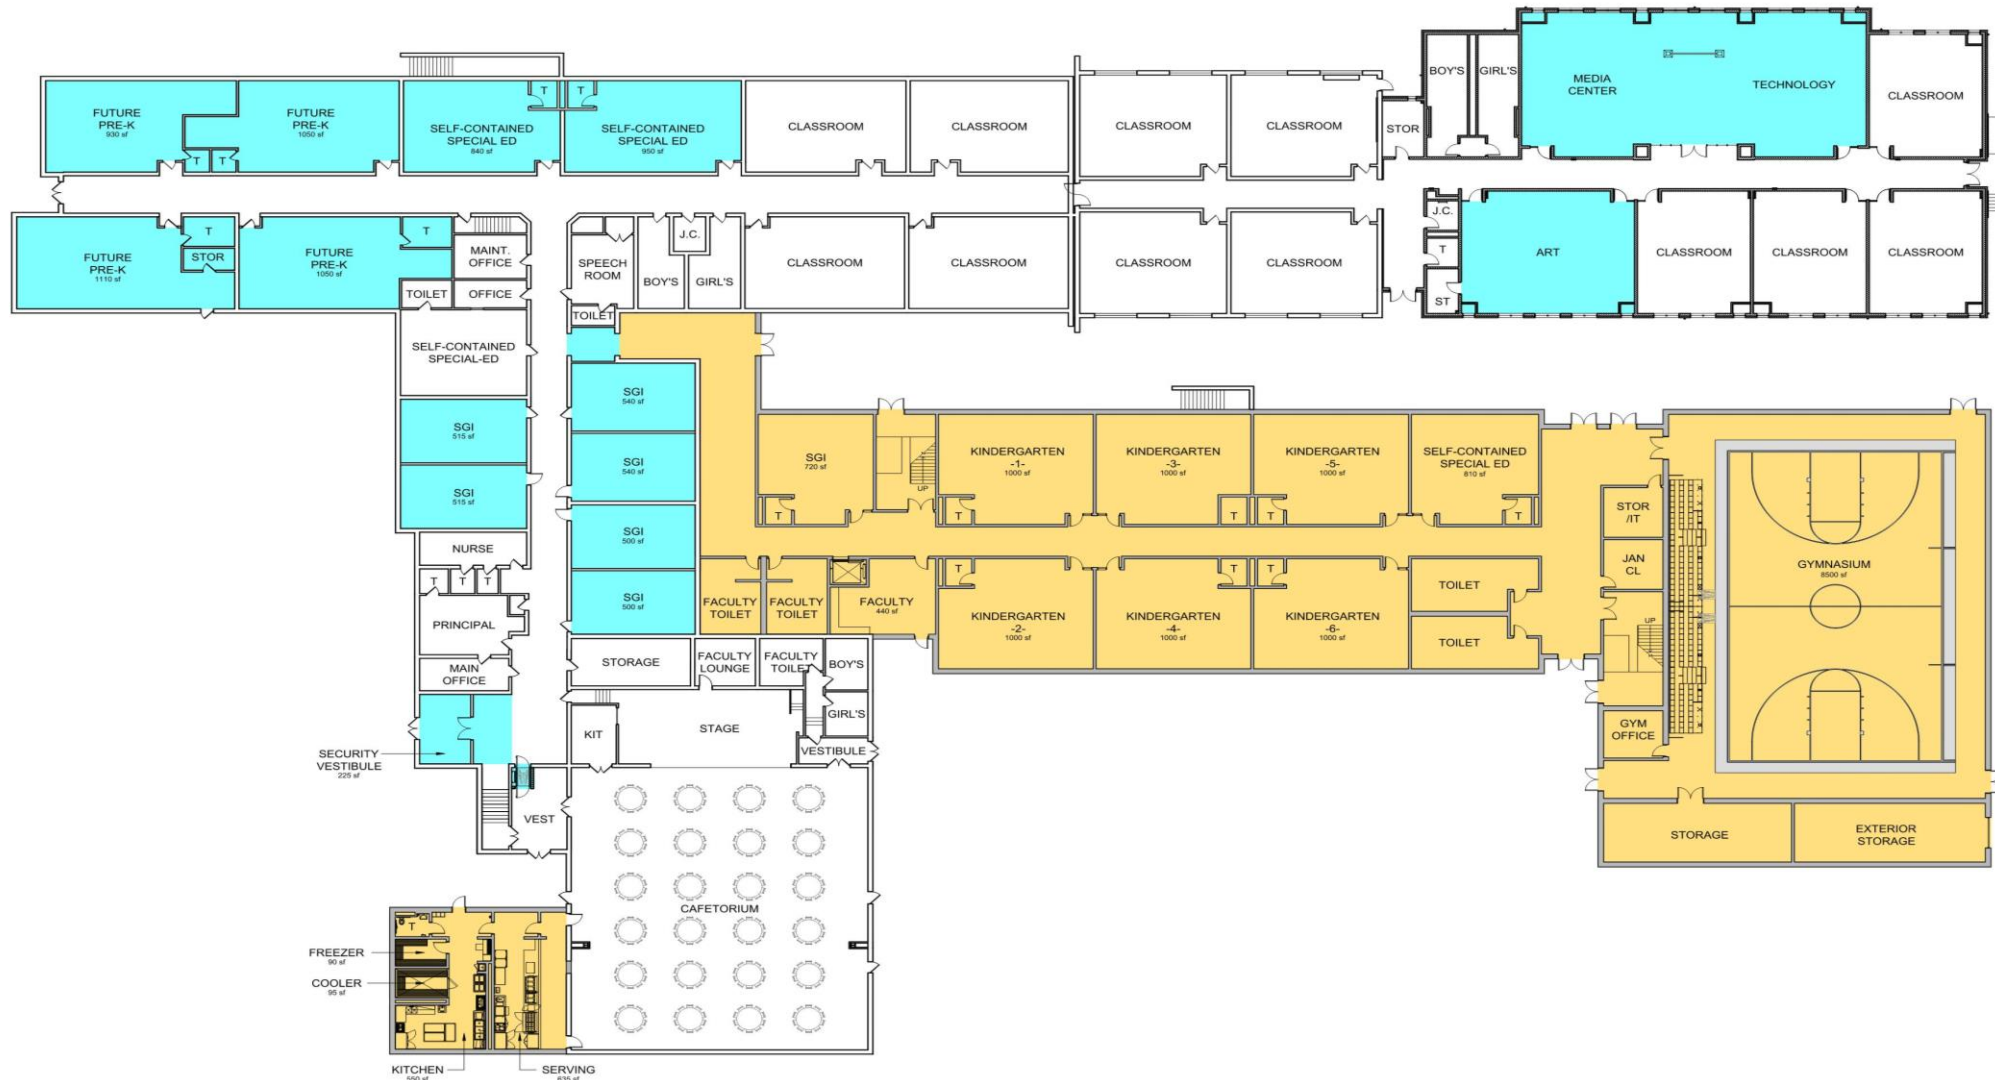 FUTURE
PRE-K
930 sf
T
T
FUTURE
PRE-K
1050 sf
SELF-CONTAINED
SPECIAL ED
840 sf
T
T
SELF-CONTAINED
SPECIAL ED
950 sf
CLASSROOM
CLASSROOM
CLASSROOM
CLASSROOM
STOR
BOY'S
GIRL'S
MEDIA
CENTER
TECHNOLOGY
CLASSROOM
FUTURE
PRE-K
1110 sf
T
STOR
FUTURE
PRE-K
1050 sf
T
MAINT.
OFFICE
TOILET
OFFICE
SPEECH
ROOM
TOILET
BOY'S
J.C.
GIRL'S
CLASSROOM
CLASSROOM
CLASSROOM
CLASSROOM
J.C.
T
ST
ART
CLASSROOM
CLASSROOM
CLASSROOM
SELF-CONTAINED
SPECIAL-ED
SGI
515 sf
SGI
515 sf
SGI
540 sf
SGI
540 sf
SGI
500 sf
SGI
500 sf
NURSE
T
T
T
PRINCIPAL
MAIN
OFFICE
SGI
720 sf
T
UP
KINDERGARTEN
-1-
1000 sf
T
KINDERGARTEN
-3-
1000 sf
T
KINDERGARTEN
-5-
1000 sf
T
SELF-CONTAINED
SPECIAL ED
810 sf
T
FACULTY
TOILET
FACULTY
TOILET
FACULTY
440 sf
T
KINDERGARTEN
-2-
1000 sf
T
KINDERGARTEN
-4-
1000 sf
T
KINDERGARTEN
-6-
1000 sf
TOILET
TOILET
STOR
/IT
JAN
CL
UP
GYM
OFFICE
GYMNASIUM
8500 sf
STORAGE
EXTERIOR
STORAGE
STORAGE
FACULTY
LOUNGE
FACULTY
TOILET
BOY'S
GIRL'S
VESTIBULE
KIT
STAGE
SECURITY
VESTIBULE
225 sf
VEST
CAFETORIUM
T
FREEZER
90 sf
COOLER
95 sf
KITCHEN
550 sf
SERVING
635 sf